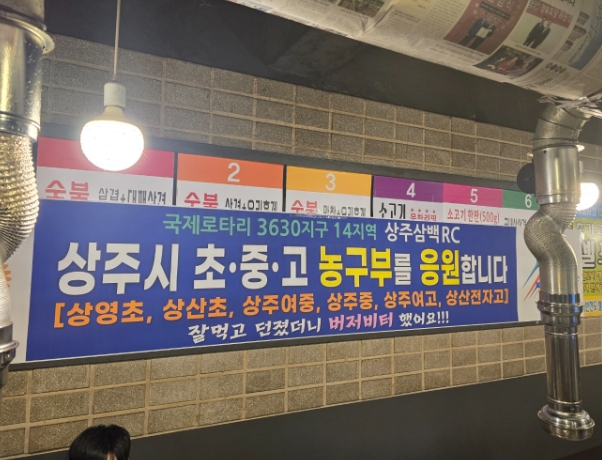 2
3
4
5
6
숯불
숯불
숯불
소고기
소고기 한판(500g)
국제로타리 3630지구 14지역 상주삼백RC
상주시 초·중·고 농구부를 응원합니다
[상영초, 상산초, 상주여중, 상주중, 상주여고, 상산전자고]
잘먹고 던졌더니 버저비터 했어요!!!